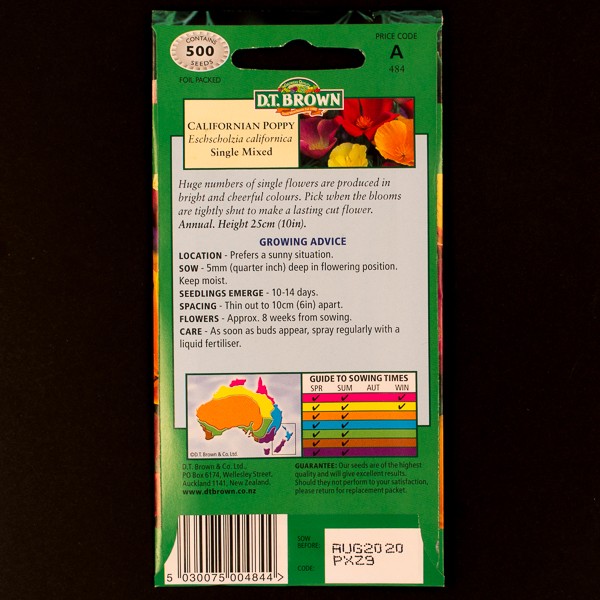 CONTAINS
500
SEEDS
FOIL PACKED
PRICE CODE
A
484
D.T. BROWN
CALIFORNIAN POPPY
Eschscholzia californica
Single Mixed
Huge numbers of single flowers are produced in
bright and cheerful colours. Pick when the blooms
are tightly shut to make a lasting cut flower.
Annual. Height 25cm (10in).
GROWING ADVICE
LOCATION - Prefers a sunny situation.
SOW - 5mm (quarter inch) deep in flowering position.
Keep moist.
SEEDLINGS EMERGE - 10-14 days.
SPACING - Thin out to 10cm (6in) apart.
FLOWERS - Approx. 8 weeks from sowing.
CARE - As soon as buds appear, spray regularly with a
liquid fertiliser.
©D.T. Brown & Co. Ltd.
GUIDE TO SOWING TIMES
SPR SUM AUT WIN
✓ ✓ ✓
✓ ✓ ✓
✓ ✓
✓ ✓
✓ ✓
✓ ✓
✓ ✓
D.T. Brown & Co. Ltd.,
PO Box 6174, Wellesley Street,
Auckland 1141, New Zealand.
www.dtbrown.co.nz
GUARANTEE: Our seeds are of the highest
quality and will give excellent results.
Should they not perform to your satisfaction,
please return for replacement packet.
5 030075 004844 >
SOW
BEFORE:
AUG2020
PXZ9
CODE: